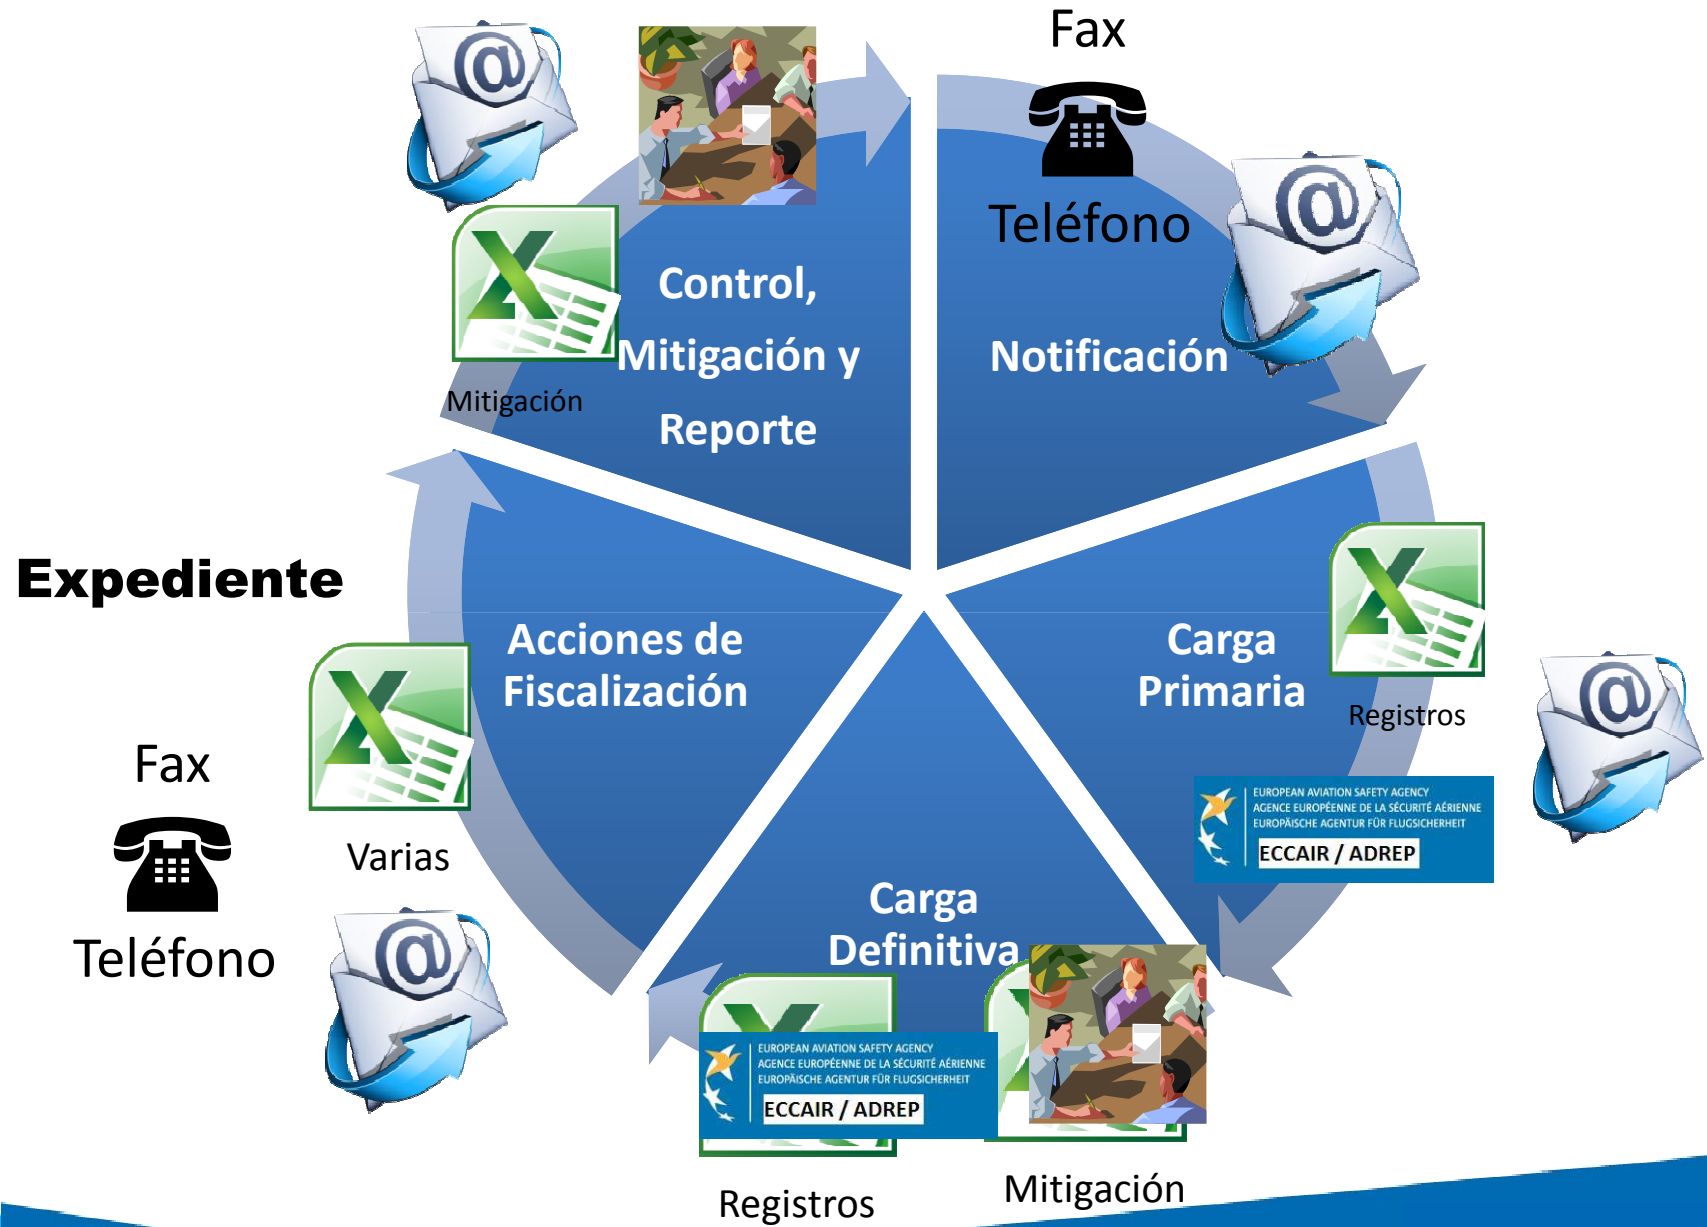 Fax
Teléfono
Control,
Mitigación y
Reporte
Mitigación
Notificación
Expediente
Acciones de
Fiscalización
Carga
Primaria
Registros
EUROPEAN AVIATION SAFETY AGENCY
AGENCE EUROPÉENNE DE LA SÉCURITÉ AÉRIENNE
EUROPÄISCHE AGENTUR FÜR FLUGSICHERHEIT
ECCAIR / ADREP
Fax
Teléfono
Varias
Carga
Definitiva
EUROPEAN AVIATION SAFETY AGENCY
AGENCE EUROPÉENNE DE LA SÉCURITÉ AÉRIENNE
EUROPÄISCHE AGENTUR FÜR FLUGSICHERHEIT
ECCAIR / ADREP
Registros
Mitigación